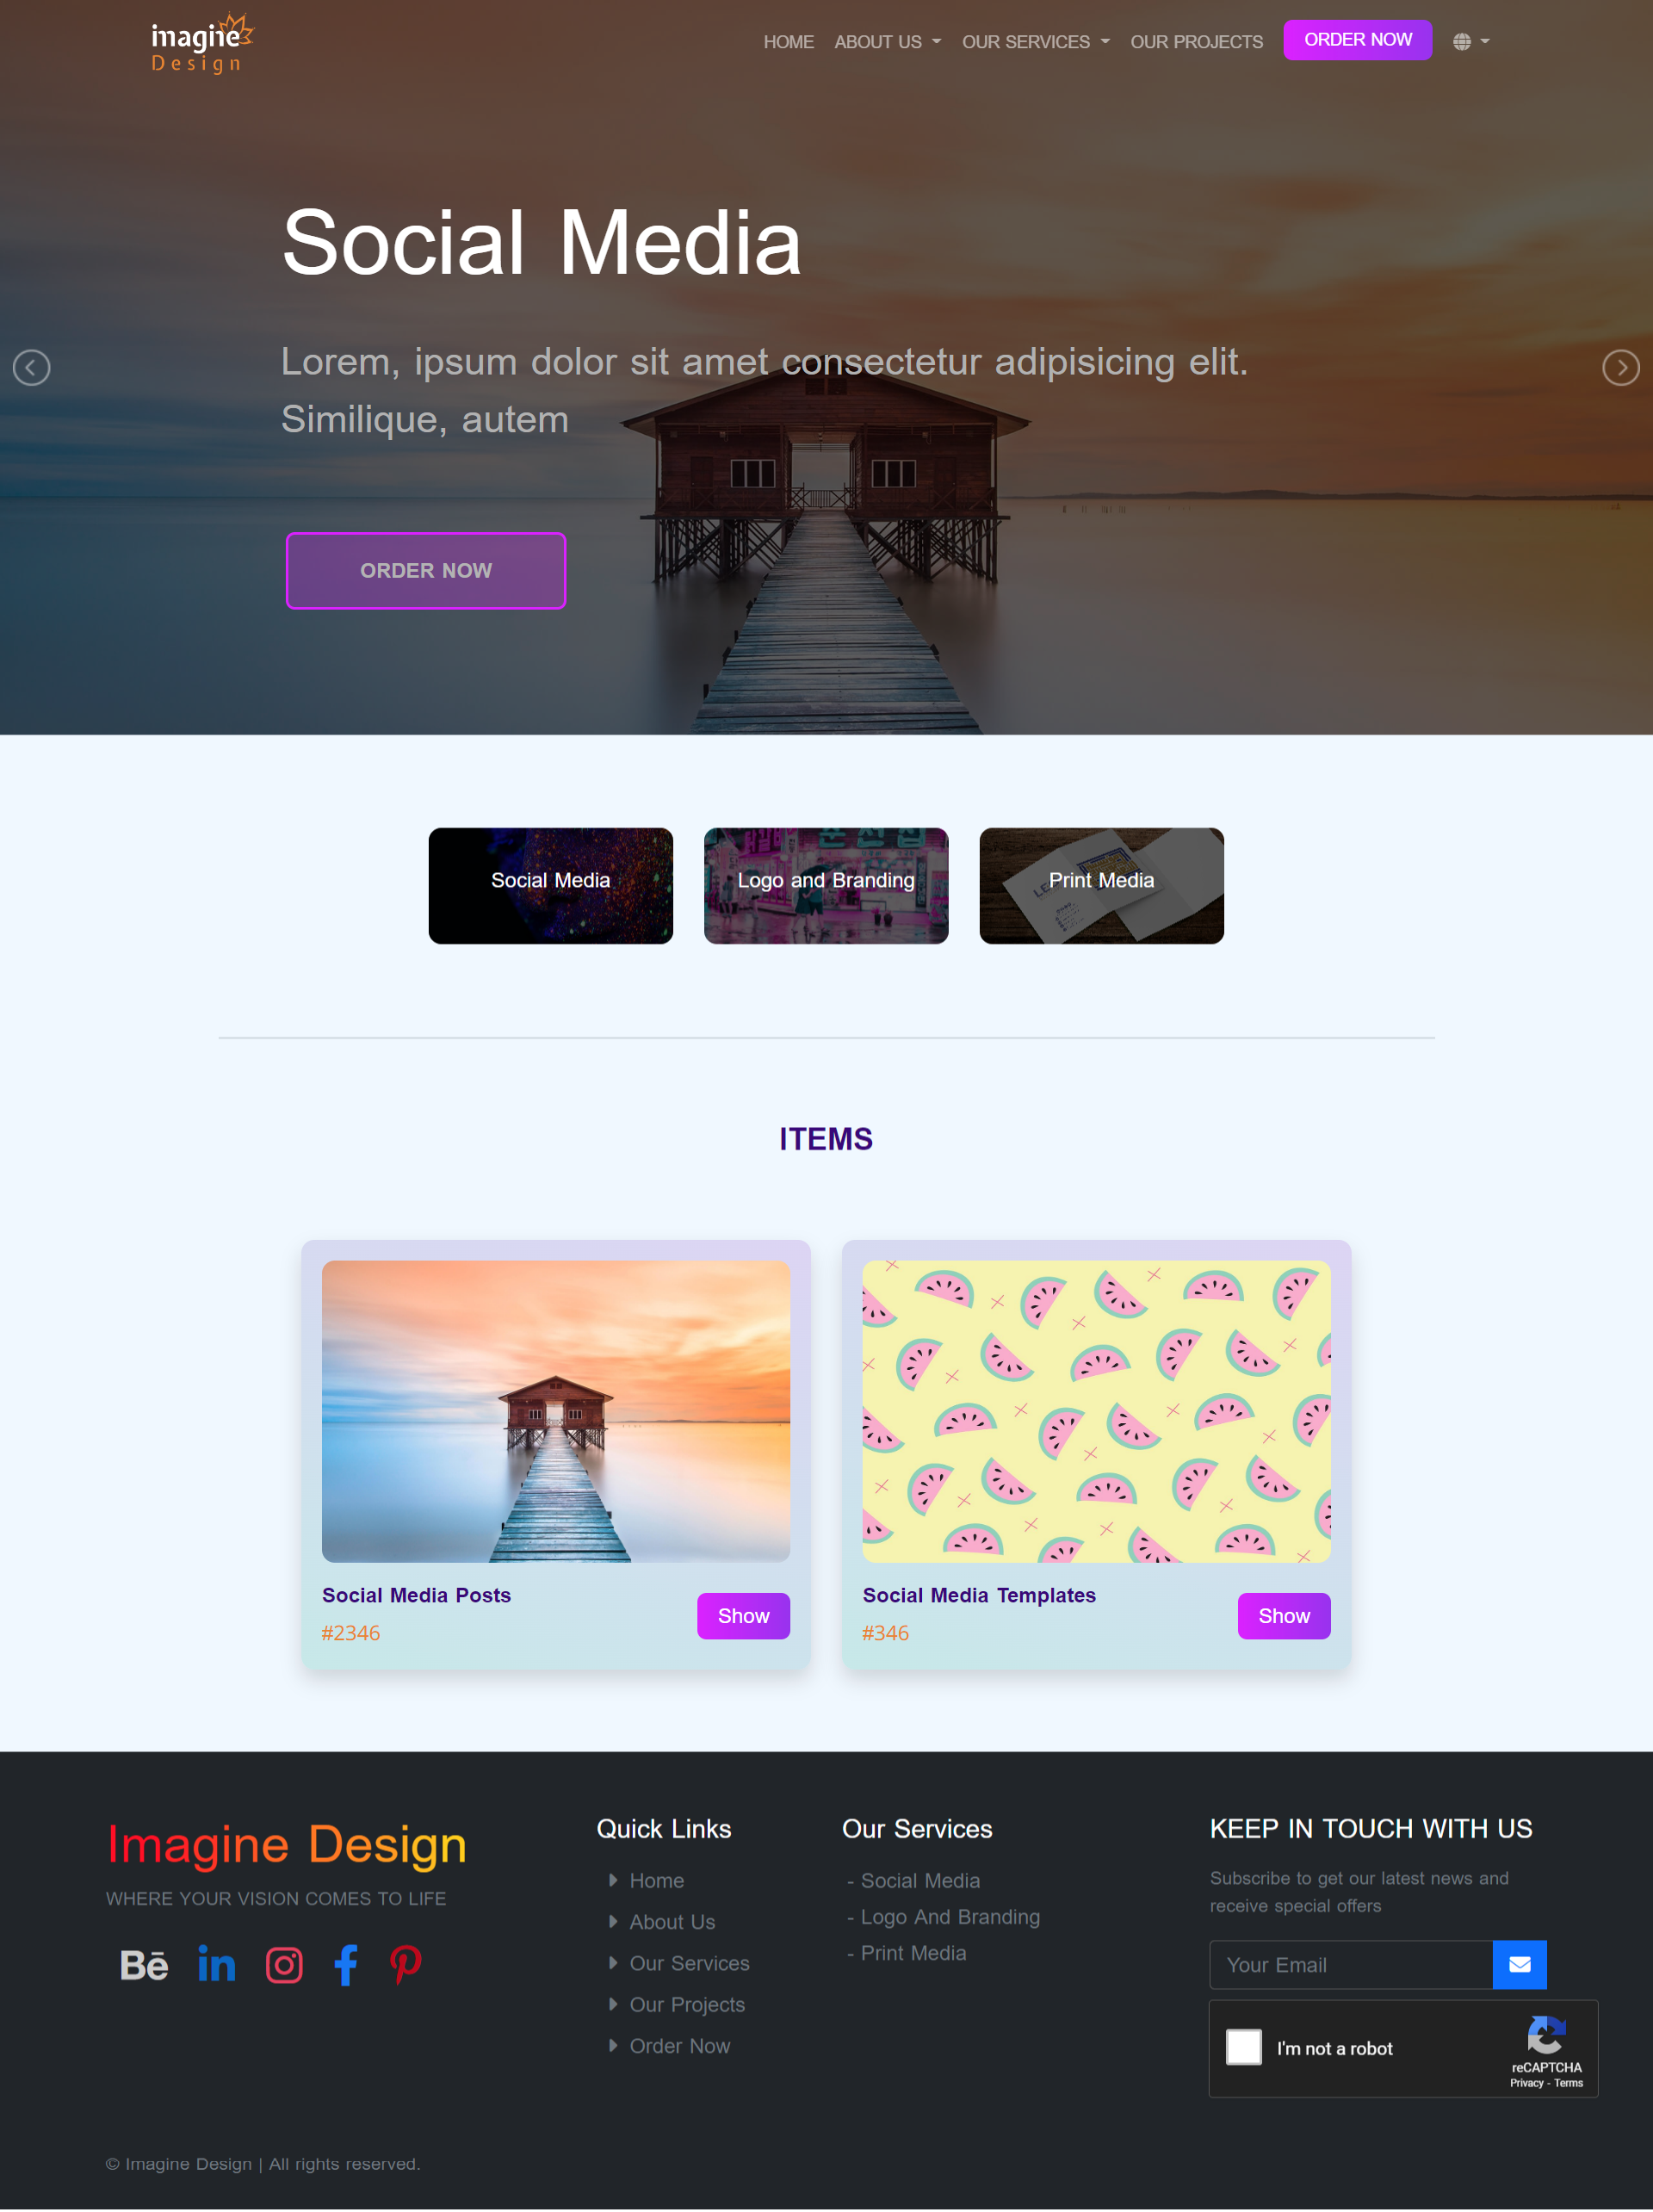 imagine
Design
HOME
ABOUT US
OUR SERVICES
OUR PROJECTS
ORDER NOW
Social Media
Lorem, ipsum dolor sit amet consectetur adipisicing elit.
Similique, autem
ORDER NOW
Social Media
Logo and Branding
Print Media
ITEMS
Social Media Posts
#2346
Show
Social Media Templates
#346
Show
Imagine Design
WHERE YOUR VISION COMES TO LIFE
Bē
in
Quick Links
Home
About Us
Our Services
Our Projects
Order Now
Our Services
- Social Media
- Logo And Branding
- Print Media
KEEP IN TOUCH WITH US
Subscribe to get our latest news and
receive special offers
Your Email
I'm not a robot
reCAPTCHA
Privacy - Terms
© Imagine Design | All rights reserved.